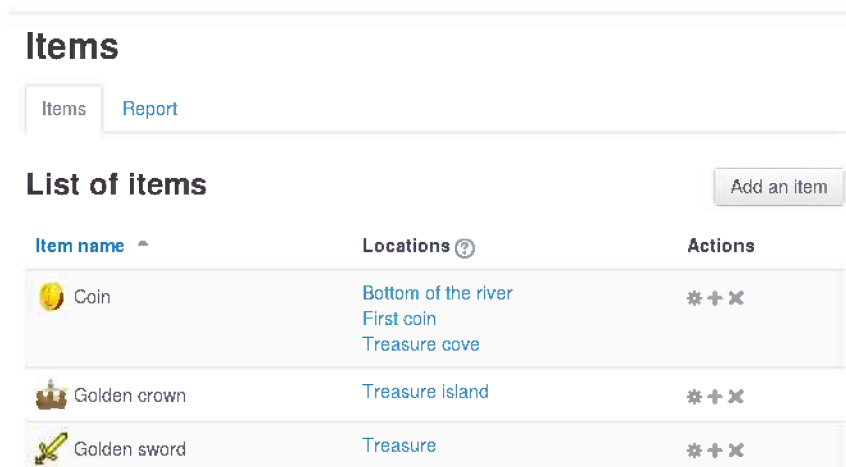 Items
Items Report
List of items Add an item
Item name Locations Actions
Coin Bottom of the river
First coin
Treasure cove
Golden crown Treasure island
Golden sword Treasure